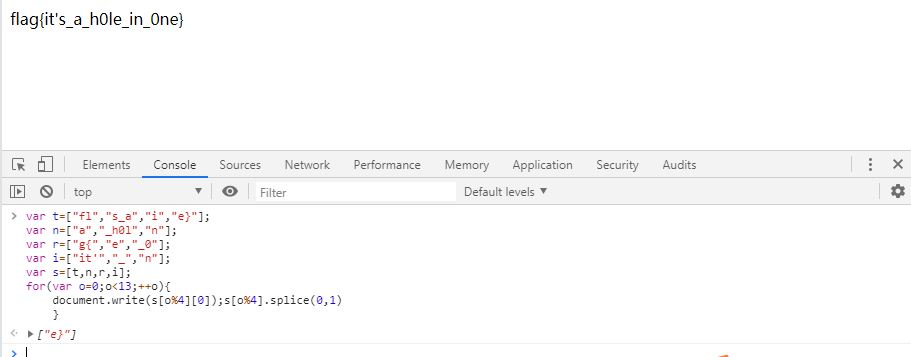 flag{it's_a_h0le_in_0ne}
Elements Console Sources Network Performance Memory Application Security Audits
top Filter Default levels
var t=["fl","s_a","i","e}"];
var n=["a","_h0l","n"];
var r=["g{","e","_0"];
var i=["it'","_","n"];
var s=[t,n,r,i];
for(var o=0;o<13;++o){
document.write(s[o%4][0]);s[o%4].splice(0,1)
}
["e}"]